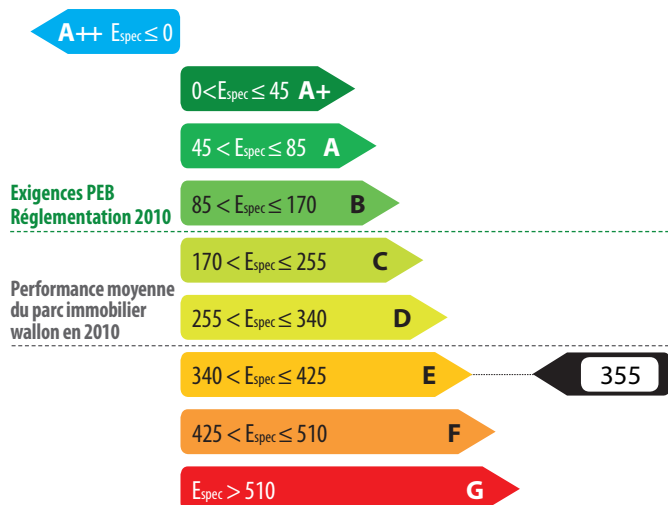 A++ Espec ≤ 0
0<Espec ≤ 45 A+
45 < Espec ≤ 85 A
Exigences PEB
Réglementation 2010
85 < Espec ≤ 170 B
170 < Espec ≤ 255 C
Performance moyenne
du parc immobilier
wallon en 2010
255 < Espec ≤ 340 D
340 < Espec ≤ 425 E
355
425 < Espec ≤ 510 F
Espec > 510 G